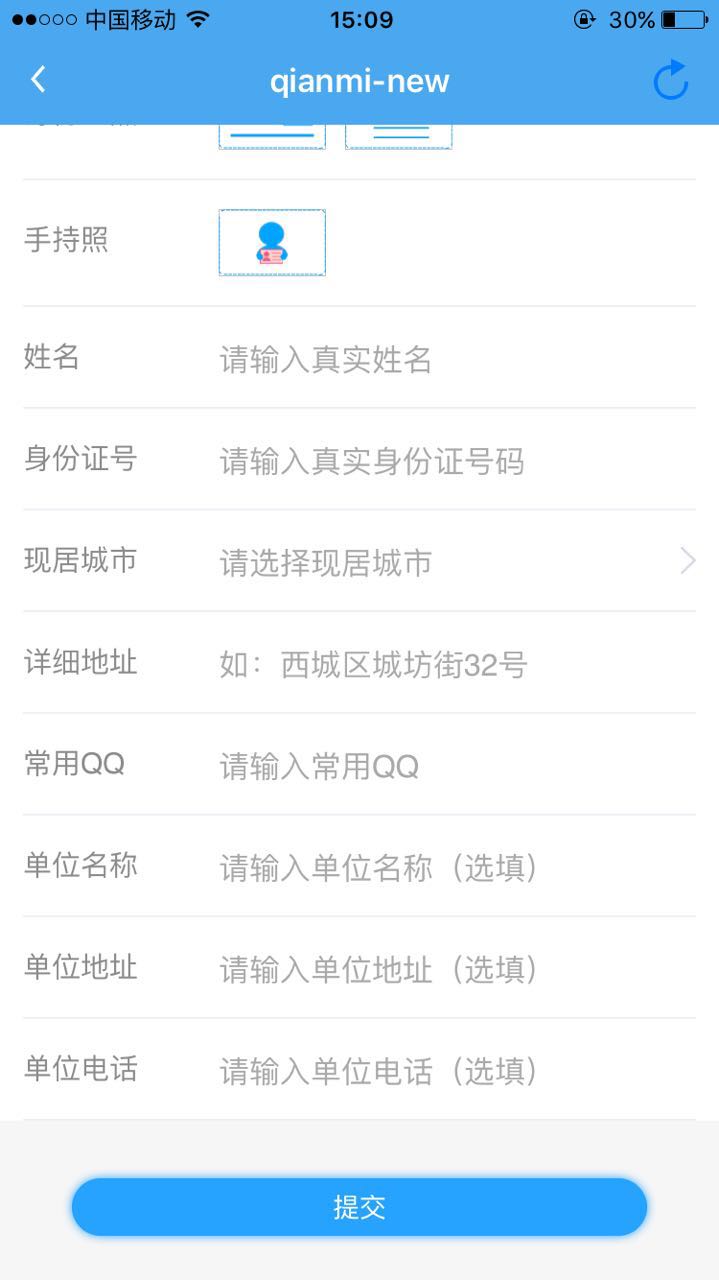 中国移动 15:09 30%
qianmi-new
手持照
姓名 请输入真实姓名
身份证号 请输入真实身份证号码
现居城市 请选择现居城市
详细地址 如：西城区城坊街32号
常用QQ 请输入常用QQ
单位名称 请输入单位名称（选填）
单位地址 请输入单位地址（选填）
单位电话 请输入单位电话（选填）
提交